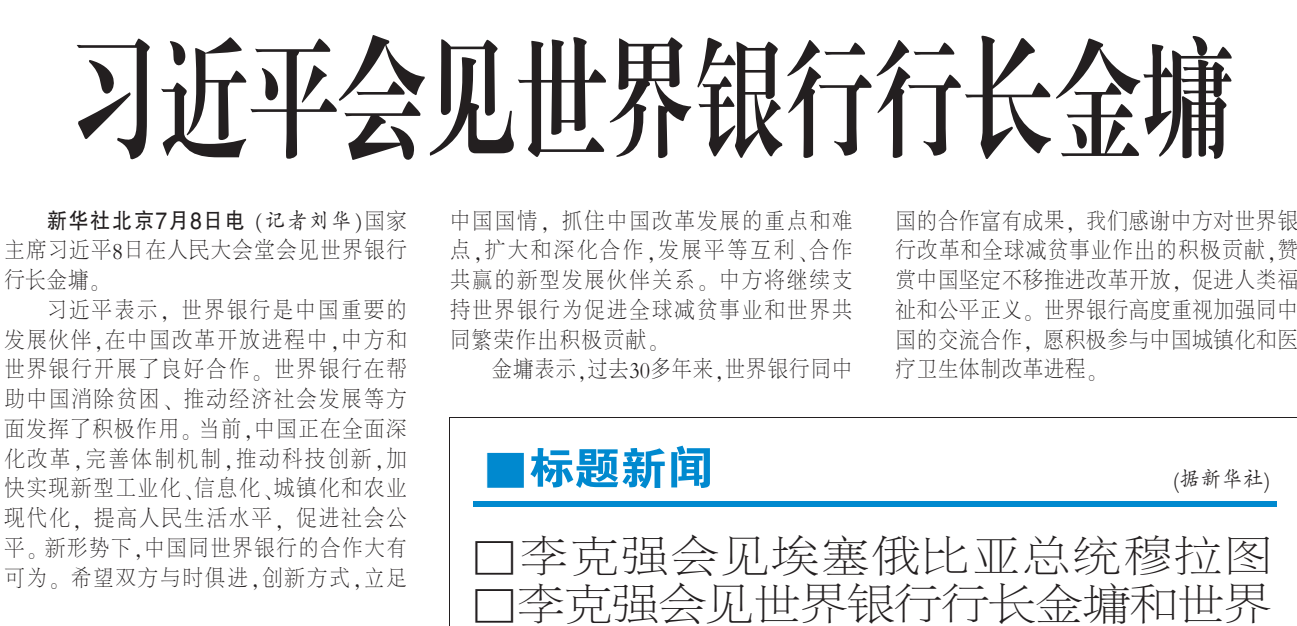 习近平会见世界银行行长金墉
新华社北京7月8日电 (记者刘华)国家
主席习近平8日在人民大会堂会见世界银行
行长金墉。
习近平表示，世界银行是中国重要的
发展伙伴,在中国改革开放进程中,中方和
世界银行开展了良好合作。世界银行在帮
助中国消除贫困、推动经济社会发展等方
面发挥了积极作用。当前,中国正在全面深
化改革,完善体制机制,推动科技创新,加
快实现新型工业化、信息化、城镇化和农业
现代化，提高人民生活水平，促进社会公
平。新形势下,中国同世界银行的合作大有
可为。希望双方与时俱进,创新方式,立足
中国国情，抓住中国改革发展的重点和难
点,扩大和深化合作,发展平等互利、合作
共赢的新型发展伙伴关系。中方将继续支
持世界银行为促进全球减贫事业和世界共
同繁荣作出积极贡献。
金墉表示,过去30多年来,世界银行同中
国的合作富有成果，我们感谢中方对世界银
行改革和全球减贫事业作出的积极贡献,赞
赏中国坚定不移推进改革开放，促进人类福
祉和公平正义。世界银行高度重视加强同中
国的交流合作，愿积极参与中国城镇化和医
疗卫生体制改革进程。
■标题新闻
(据新华社)
□李克强会见埃塞俄比亚总统穆拉图
□李克强会见世界银行行长金墉和世界